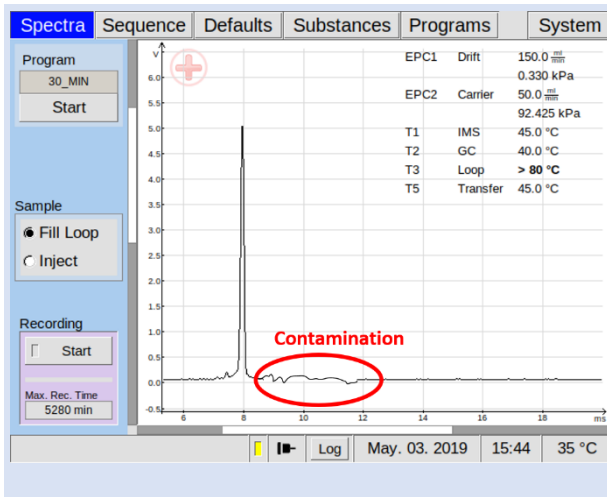 Spectra Sequence Defaults Substances Programs System
Program
30_MIN
Start
Sample
Fill Loop
Inject
Recording
Start
Max. Rec. Time
5280 min
V
6.0
5.5
5.0
4.5
4.0
3.5
3.0
2.5
2.0
1.5
1.0
0.5
0.0
-0.5
6 8 10 12 14 16 18 ms
EPC1 Drift 150.0 ml/min
0.330 kPa
EPC2 Carrier 50.0 ml/min
92.425 kPa
T1 IMS 45.0 °C
T2 GC 40.0 °C
T3 Loop > 80 °C
T5 Transfer 45.0 °C
Contamination
Log May. 03. 2019 15:44 35 °C